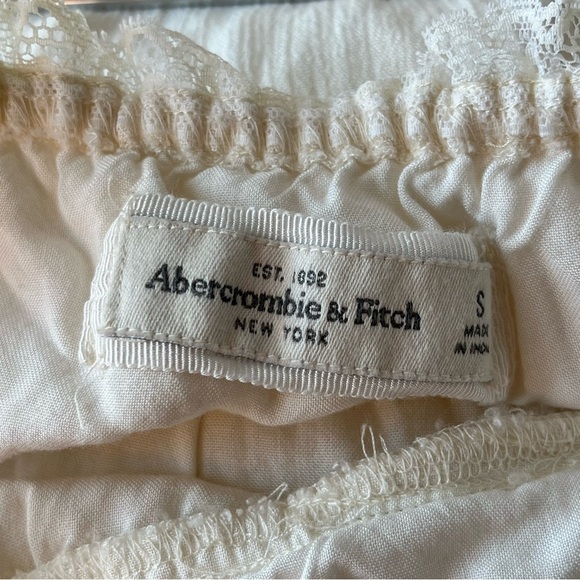 EST. 1892
Abercrombie & Fitch
NEW YORK
S
MADE
IN INDIA